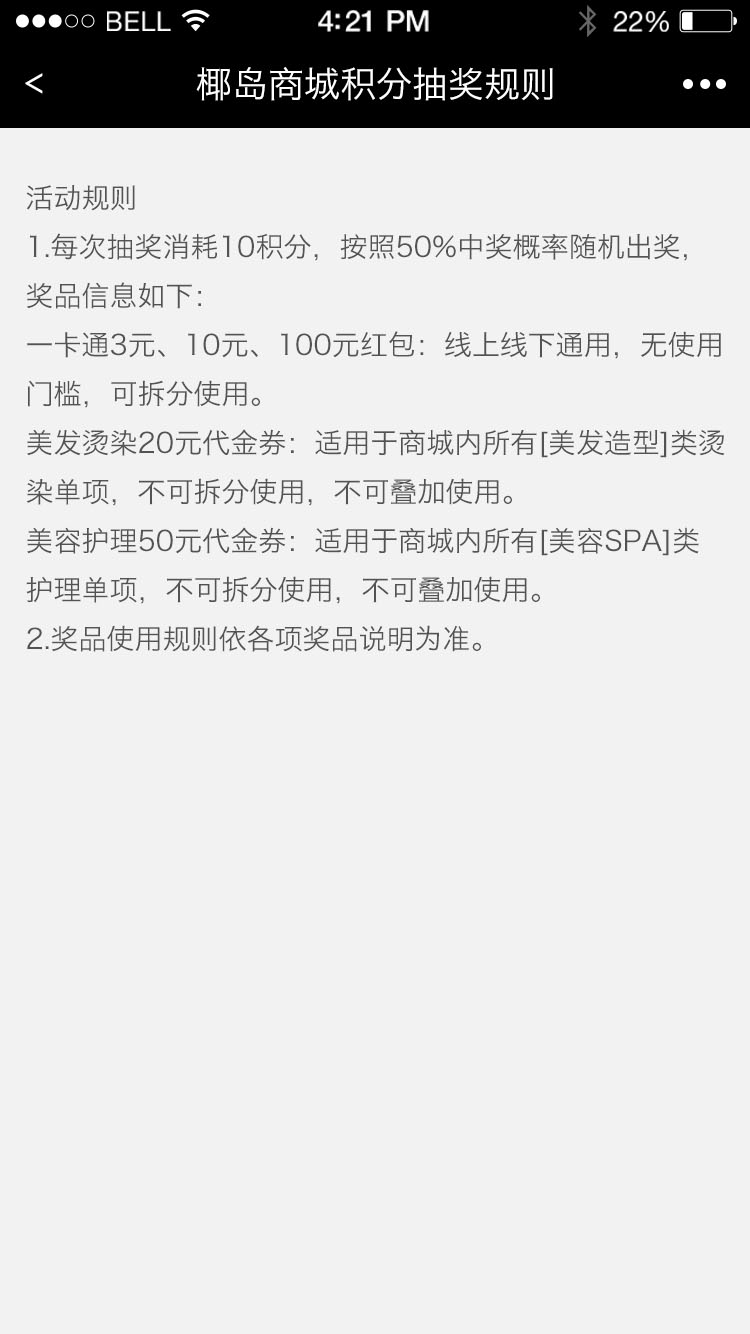 BELL 4:21 PM 22%
< 椰岛商城积分抽奖规则
活动规则
1.每次抽奖消耗10积分，按照50%中奖概率随机出奖，
奖品信息如下：
一卡通3元、10元、100元红包：线上线下通用，无使用
门槛，可拆分使用。
美发烫染20元代金券：适用于商城内所有[美发造型]类烫
染单项，不可拆分使用，不可叠加使用。
美容护理50元代金券：适用于商城内所有[美容SPA]类
护理单项，不可拆分使用，不可叠加使用。
2.奖品使用规则依各项奖品说明为准。